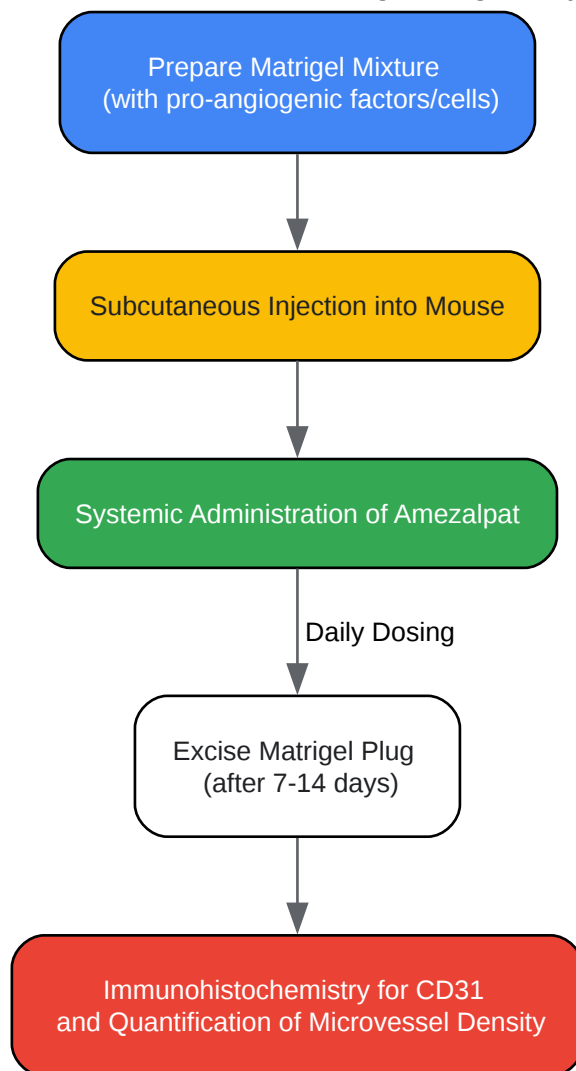 Prepare Matrigel Mixture
(with pro-angiogenic factors/cells)
Subcutaneous Injection into Mouse
Systemic Administration of Amezalpat
Daily Dosing
Excise Matrigel Plug
(after 7-14 days)
Immunohistochemistry for CD31
and Quantification of Microvessel Density